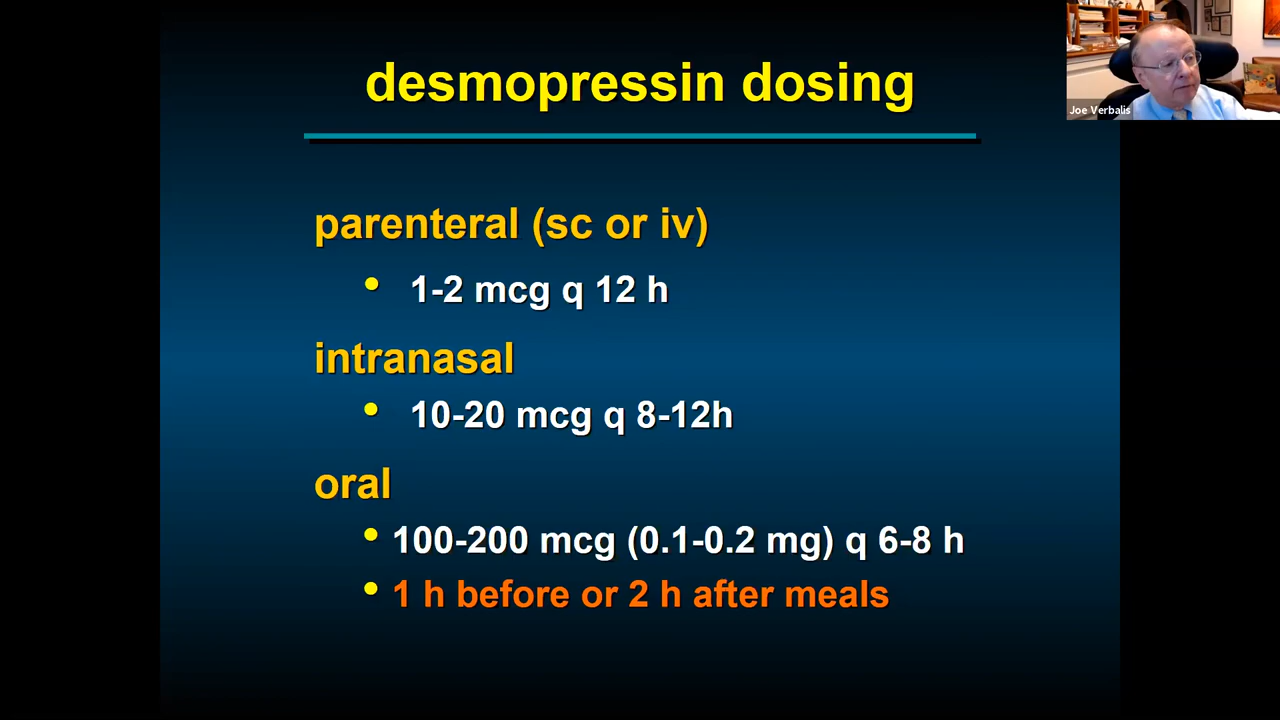 desmopressin dosing
Joe Verbalis
parenteral (sc or iv)
• 1-2 mcg q 12 h
intranasal
• 10-20 mcg q 8-12h
oral
• 100-200 mcg (0.1-0.2 mg) q 6-8 h
• 1 h before or 2 h after meals